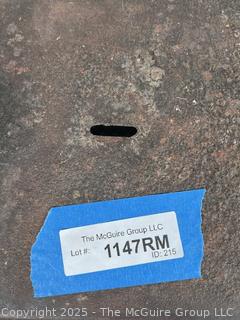 The McGuire Group LLC
Lot #: 1147RM
ID: 215
Copyright 2025 - The McGuire Group LLC